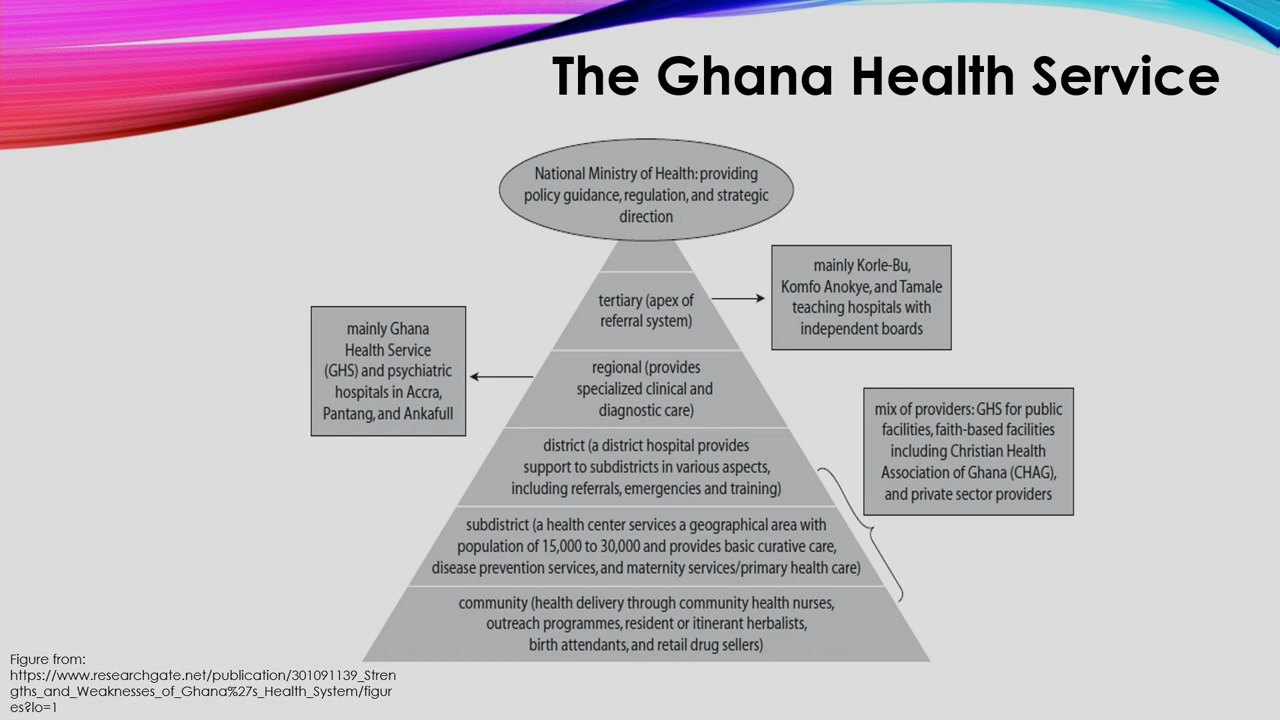 The Ghana Health Service
National Ministry of Health: providing
policy guidance, regulation, and strategic
direction
mainly Korle-Bu,
Komfo Anokye, and Tamale
teaching hospitals with
independent boards
tertiary (apex of
referral system)
mainly Ghana
Health Service
(GHS) and psychiatric
hospitals in Accra,
Pantang, and Ankafull
regional (provides
specialized clinical and
diagnostic care)
mix of providers: GHS for public
facilities, faith-based facilities
including Christian Health
Association of Ghana (CHAG),
and private sector providers
district (a district hospital provides
support to subdistricts in various aspects,
including referrals, emergencies and training)
subdistrict (a health center services a geographical area with
population of 15,000 to 30,000 and provides basic curative care,
disease prevention services, and maternity services/primary health care)
community (health delivery through community health nurses,
outreach programmes, resident or itinerant herbalists,
birth attendants, and retail drug sellers)
Figure from:
https://www.researchgate.net/publication/301091139_Stren
gths_and_Weaknesses_of_Ghana%27s_Health_System/figur
es?lo=1